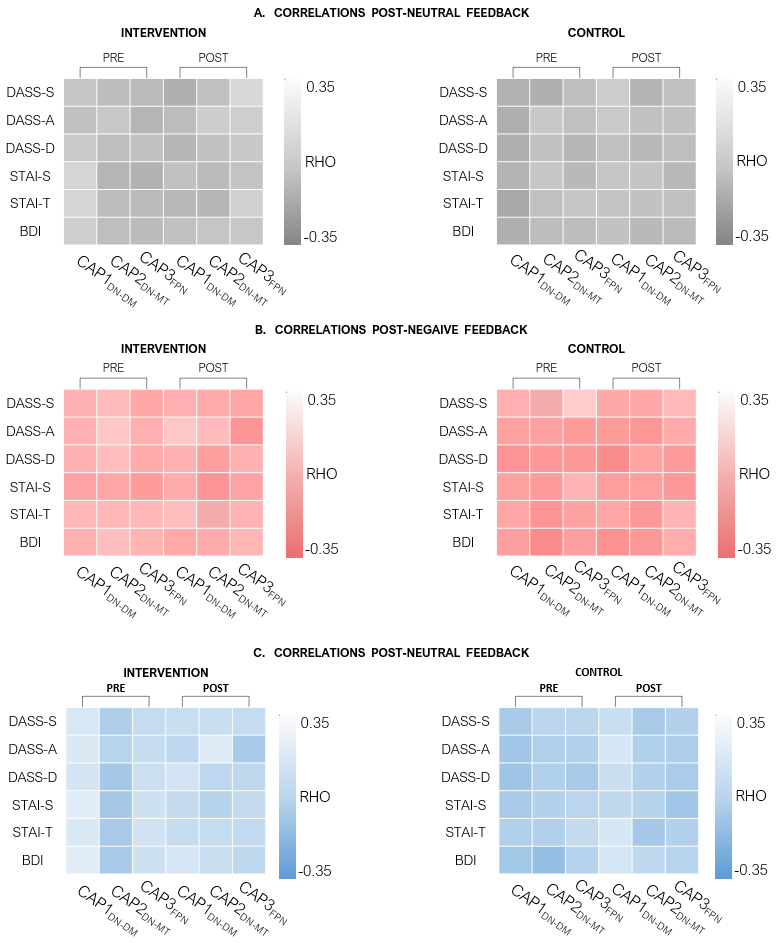 A. CORRELATIONS POST-NEUTRAL FEEDBACK
INTERVENTION
PRE POST
DASS-S
DASS-A
DASS-D
STAI-S
STAI-T
BDI
0.35
RHO
-0.35
CAP1DN-DM CAP2DN-MT CAP3FPN CAP1DN-DM CAP2DN-MT CAP3FPN
CONTROL
PRE POST
DASS-S
DASS-A
DASS-D
STAI-S
STAI-T
BDI
0.35
RHO
-0.35
CAP1DN-DM CAP2DN-MT CAP3FPN CAP1DN-DM CAP2DN-MT CAP3FPN
B. CORRELATIONS POST-NEGAIVE FEEDBACK
INTERVENTION
PRE POST
DASS-S
DASS-A
DASS-D
STAI-S
STAI-T
BDI
0.35
RHO
-0.35
CAP1DN-DM CAP2DN-MT CAP3FPN CAP1DN-DM CAP2DN-MT CAP3FPN
CONTROL
PRE POST
DASS-S
DASS-A
DASS-D
STAI-S
STAI-T
BDI
0.35
RHO
-0.35
CAP1DN-DM CAP2DN-MT CAP3FPN CAP1DN-DM CAP2DN-MT CAP3FPN
C. CORRELATIONS POST-NEUTRAL FEEDBACK
INTERVENTION
PRE POST
DASS-S
DASS-A
DASS-D
STAI-S
STAI-T
BDI
0.35
RHO
-0.35
CAP1DN-DM CAP2DN-MT CAP3FPN CAP1DN-DM CAP2DN-MT CAP3FPN
CONTROL
PRE POST
DASS-S
DASS-A
DASS-D
STAI-S
STAI-T
BDI
0.35
RHO
-0.35
CAP1DN-DM CAP2DN-MT CAP3FPN CAP1DN-DM CAP2DN-MT CAP3FPN